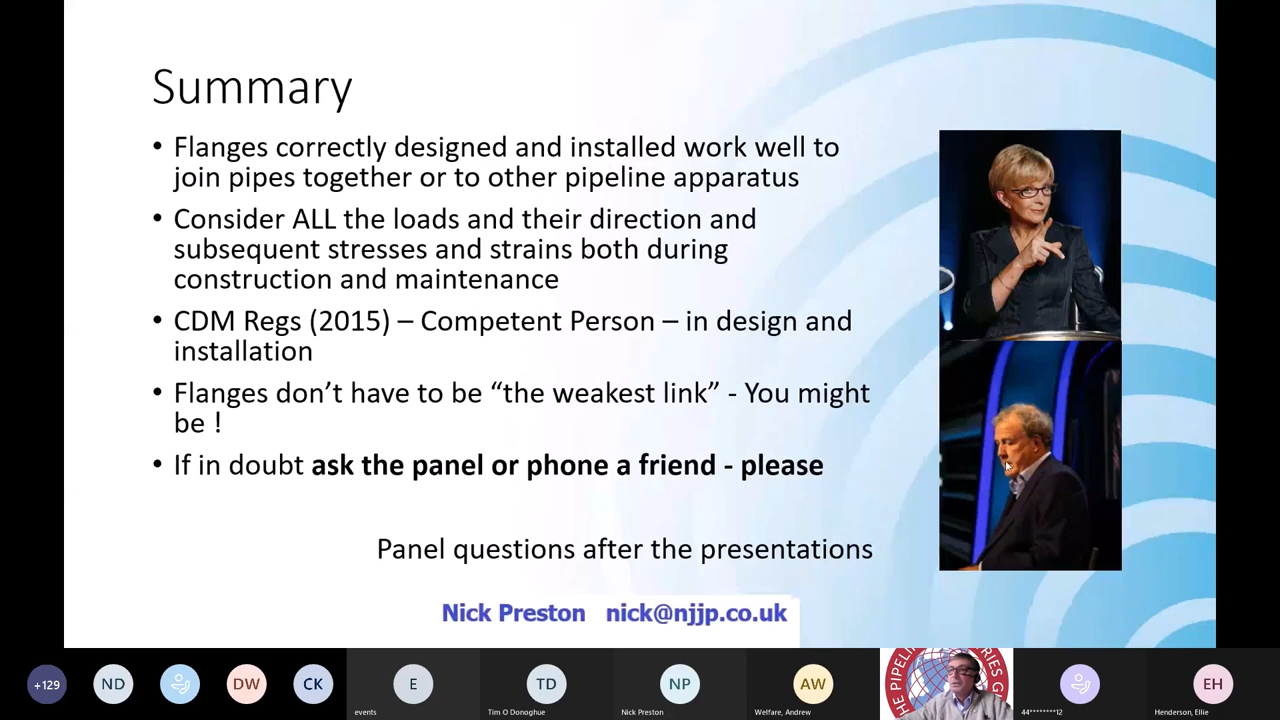 Summary
• Flanges correctly designed and installed work well to
join pipes together or to other pipeline apparatus
• Consider ALL the loads and their direction and
subsequent stresses and strains both during
construction and maintenance
• CDM Regs (2015) – Competent Person – in design and
installation
• Flanges don’t have to be “the weakest link” - You might
be !
• If in doubt ask the panel or phone a friend - please
Panel questions after the presentations
Nick Preston nick@njjp.co.uk
+129
ND
DW
CK
E
TD
NP
AW
THE PIPELINE
RIES G
EH
events
Tim O Donoghue
Nick Preston
Welfare, Andrew
44********12
Henderson, Ellie